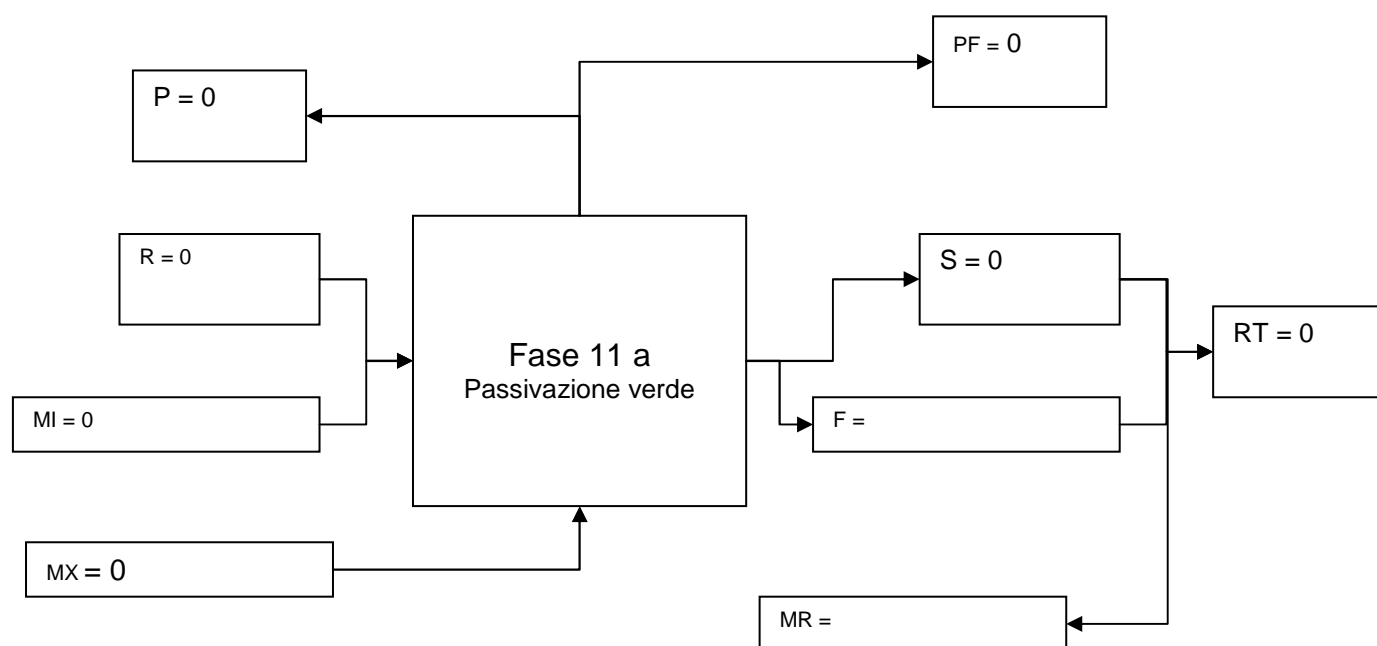 PF = 0
P = 0
R = 0
S = 0
RT = 0
Fase 11 a
Passivazione verde
MI = 0
F =
MX = 0
MR =